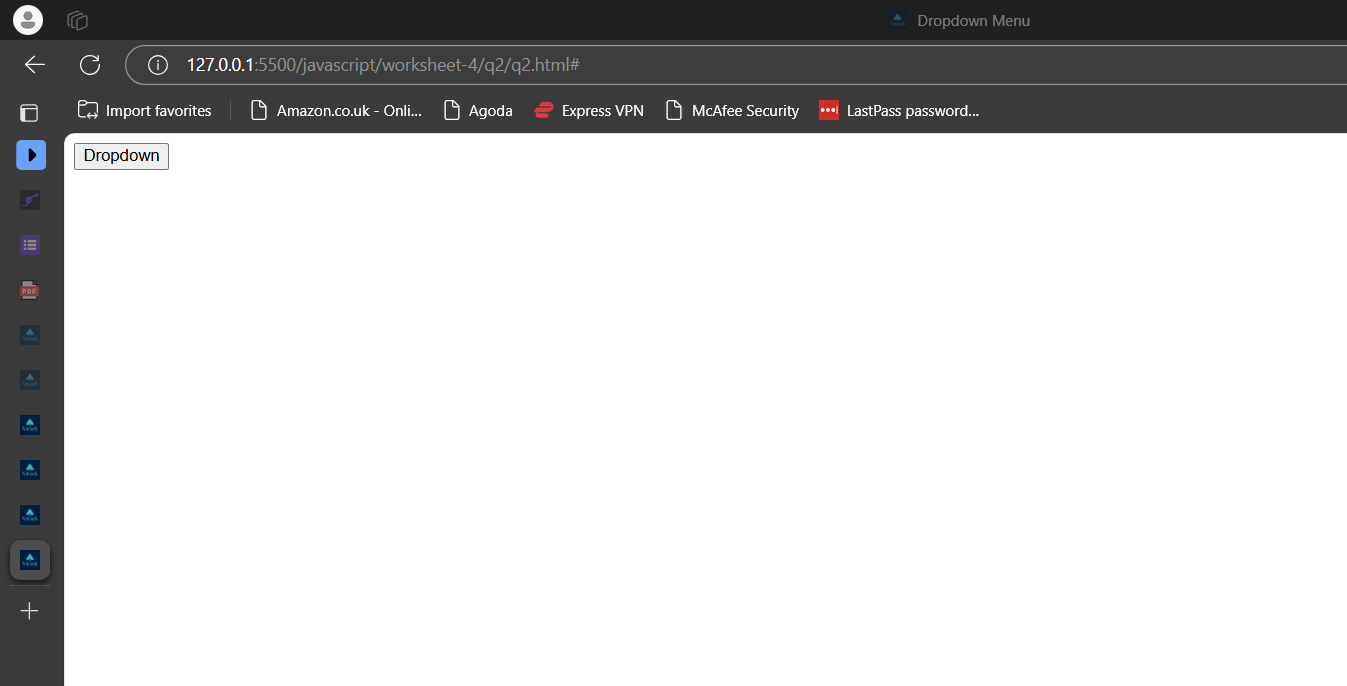 Dropdown Menu
127.0.0.1:5500/javascript/worksheet-4/q2/q2.html#
Import favorites Amazon.co.uk - Onli... Agoda Express VPN McAfee Security LastPass password...
Dropdown
PDF